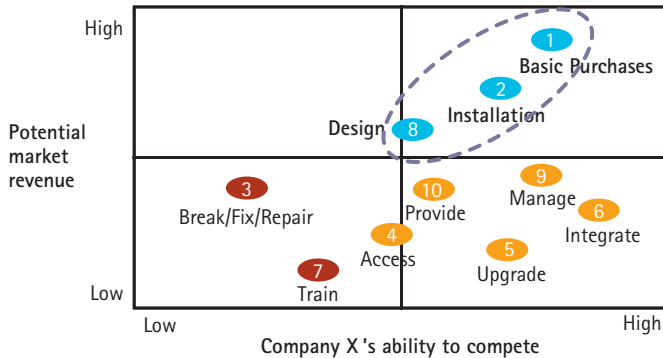 High
1
Basic Purchases
2
Installation
Design 8
Potential
market
revenue
3
Break/Fix/Repair
10
Provide
9
Manage
6
Integrate
4
Access
5
Upgrade
7
Train
Low
Low High
Company X 's ability to compete